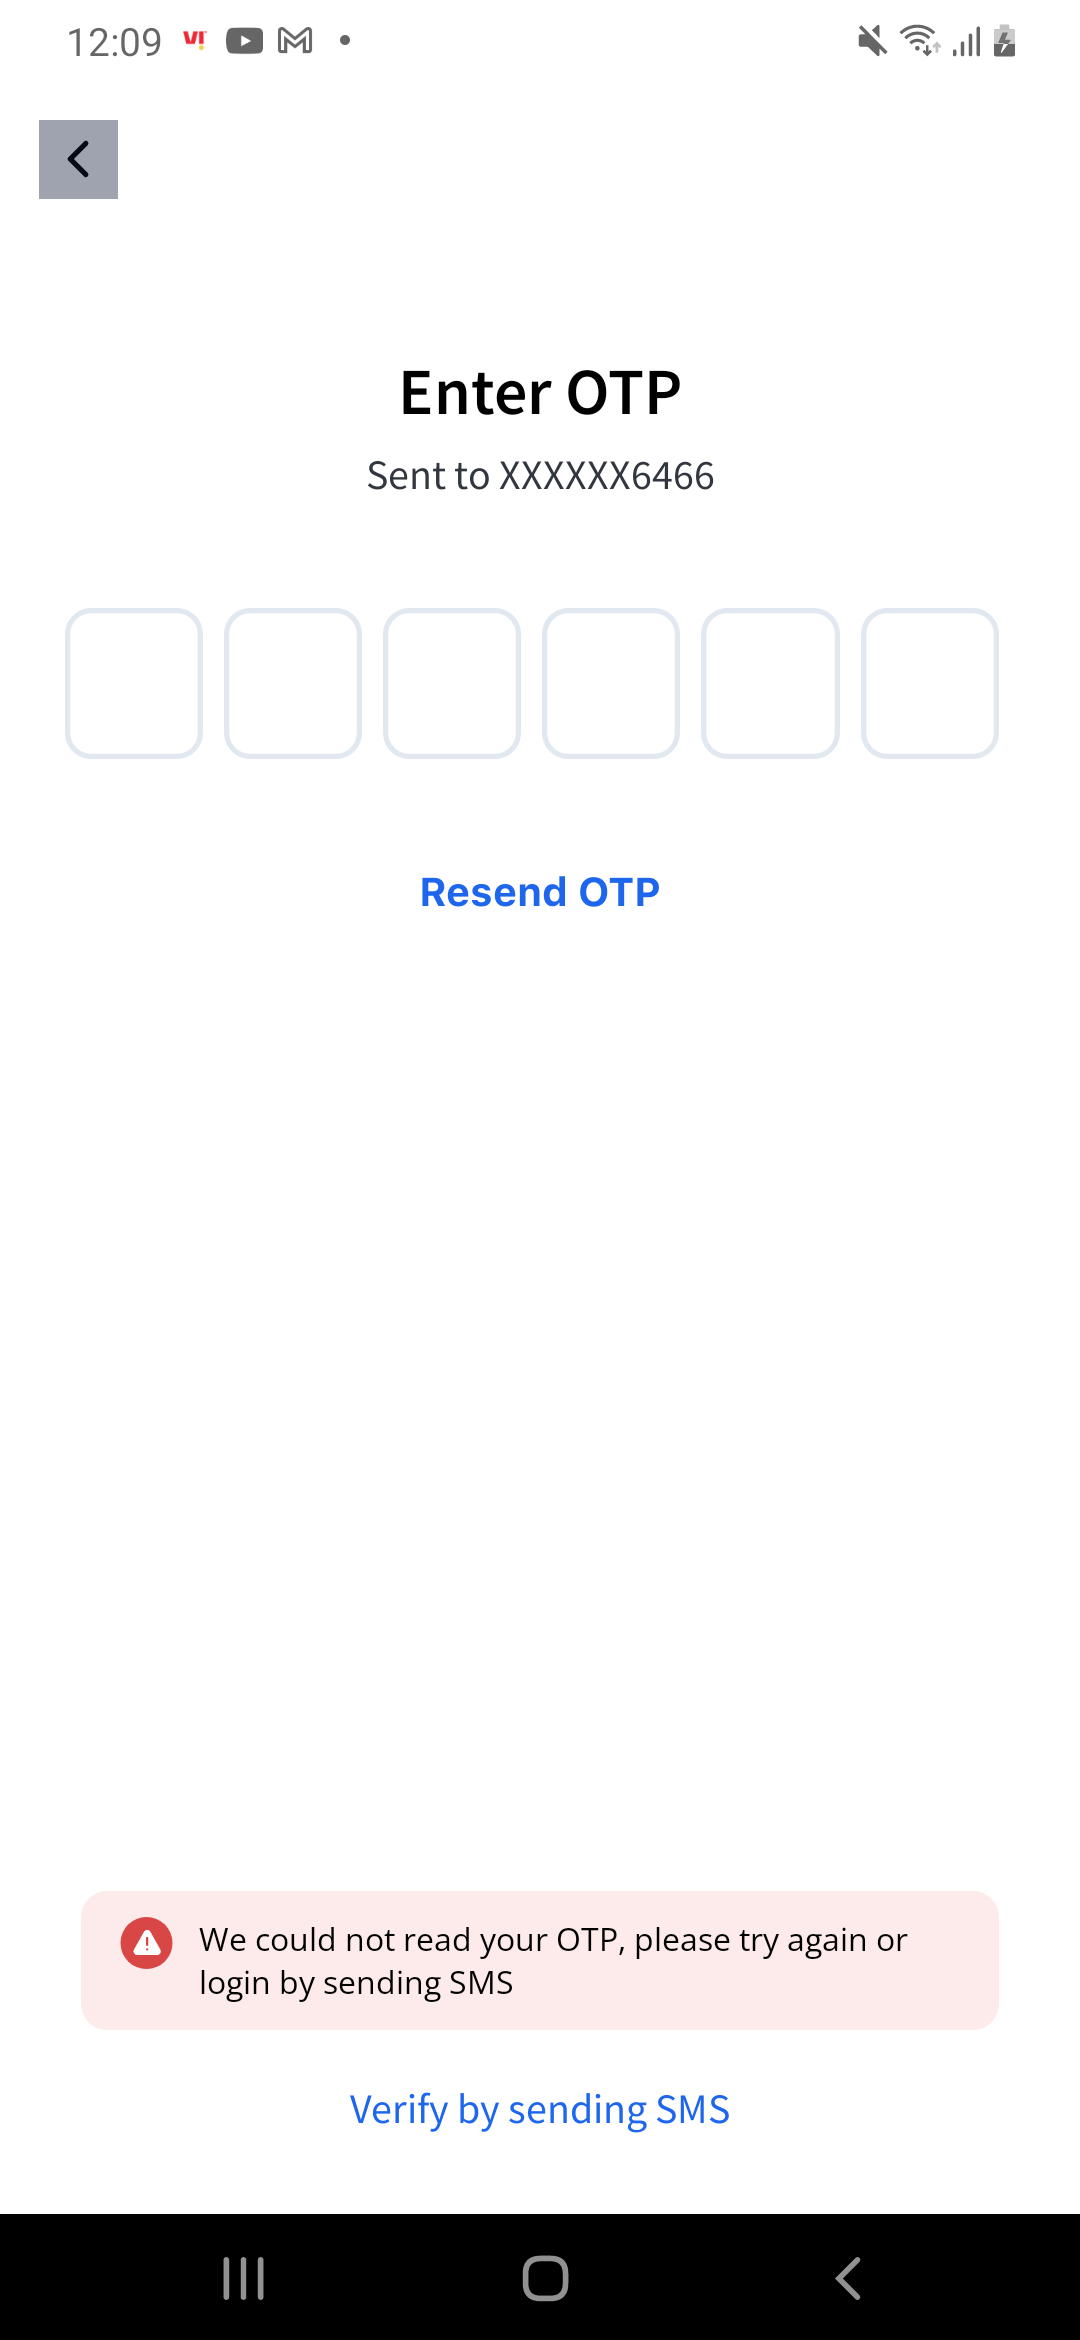 12:09 VI!
Enter OTP
Sent to XXXXXX6466
Resend OTP
We could not read your OTP, please try again or
login by sending SMS
Verify by sending SMS